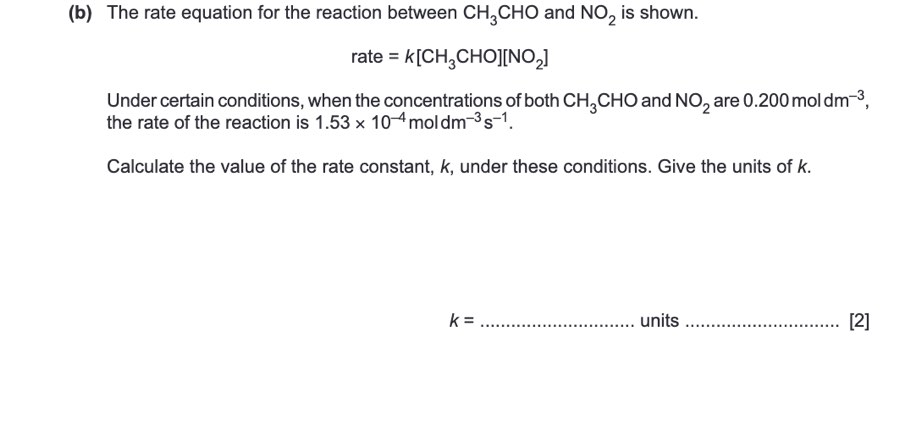 (b) The rate equation for the reaction between CH₃CHO and NO₂ is shown.
rate = k[CH₃CHO][NO₂]
Under certain conditions, when the concentrations of both CH₃CHO and NO₂ are 0.200 mol dm⁻³,
the rate of the reaction is 1.53 × 10⁻⁴ mol dm⁻³ s⁻¹.
Calculate the value of the rate constant, k, under these conditions. Give the units of k.
k = .............................. units .............................. [2]